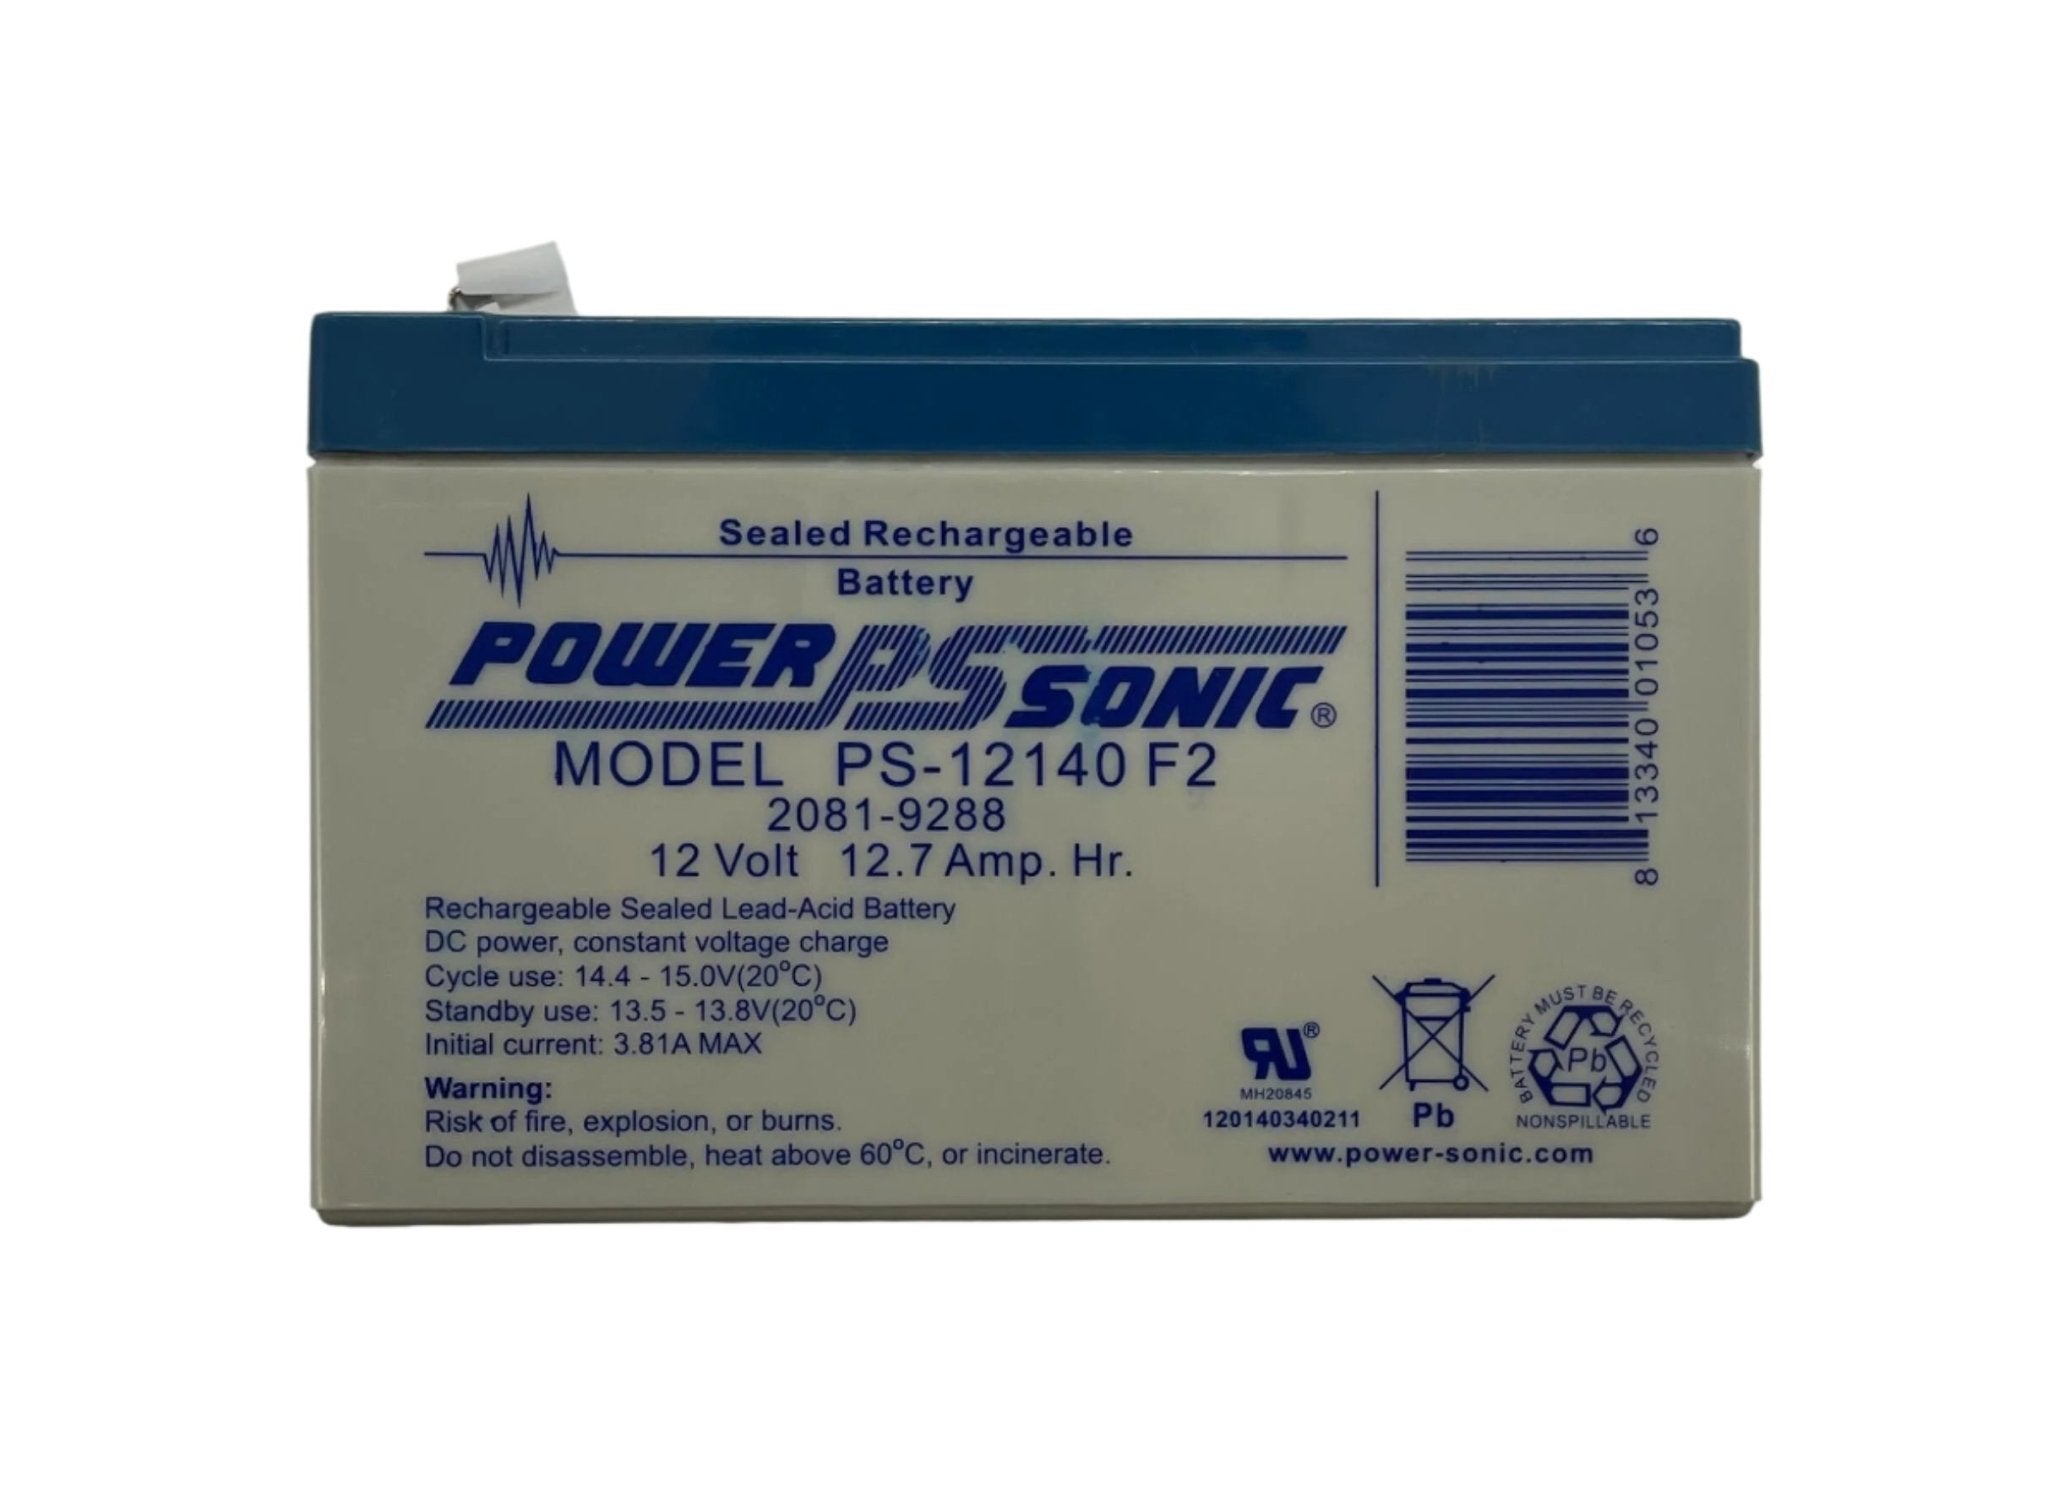 Sealed Rechargeable
Battery
POWER PS SONIC®
MODEL PS-12140 F2
2081-9288
12 Volt 12.7 Amp. Hr.
Rechargeable Sealed Lead-Acid Battery
DC power, constant voltage charge
Cycle use: 14.4 - 15.0V(20°C)
Standby use: 13.5 - 13.8V(20°C)
Initial current: 3.81A MAX
Warning:
Risk of fire, explosion, or burns.
Do not disassemble, heat above 60°C, or incinerate.
8 13340 01053 6
RU®
MH20845
120140340211
Pb
BATTERY MUST BE RECYCLED
Pb
NONSPILLABLE
www.power-sonic.com